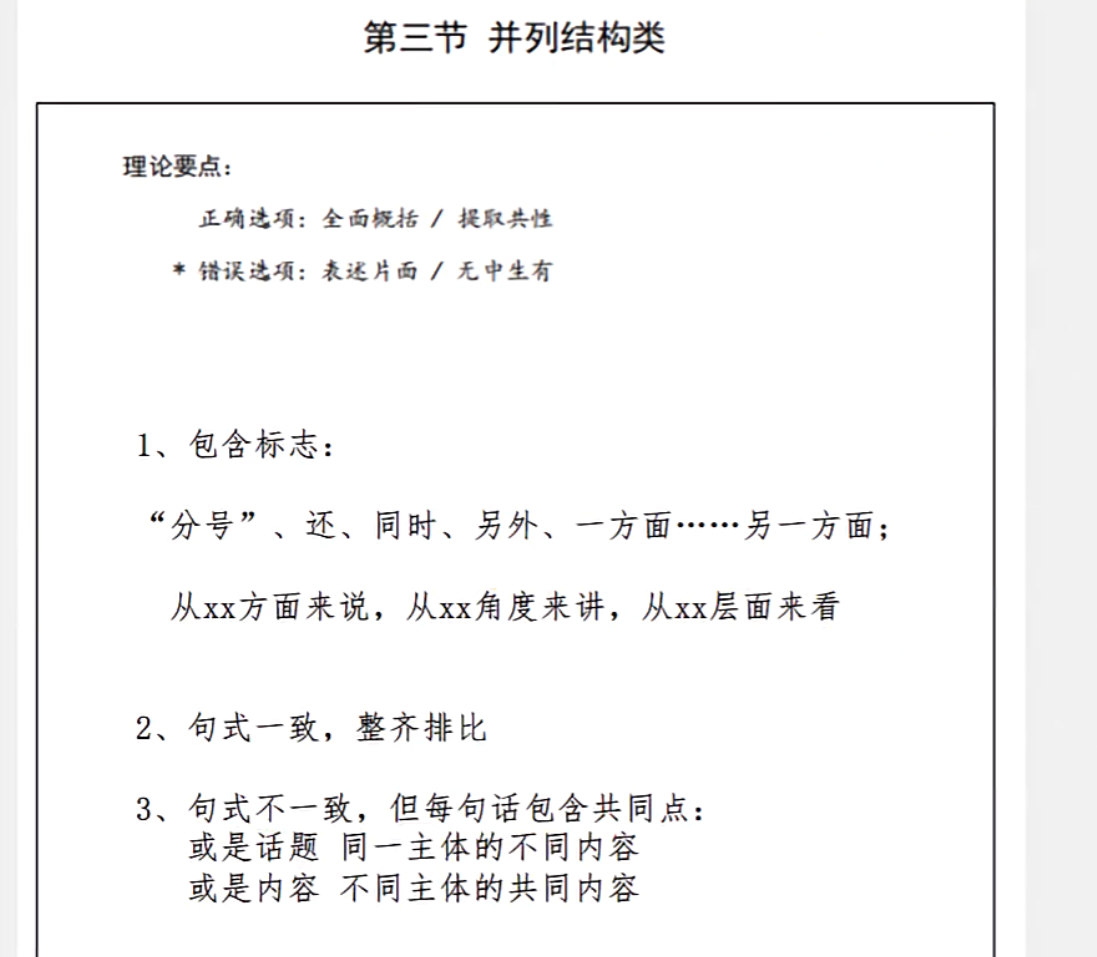 第三节 并列结构类
理论要点：
正确选项：全面概括 / 提取共性
* 错误选项：表述片面 / 无中生有
1、包含标志：
“分号”、还、同时、另外、一方面……另一方面；
从xx方面来说，从xx角度来讲，从xx层面来看
2、句式一致，整齐排比
3、句式不一致，但每句话包含共同点：
或是话题 同一主体的不同内容
或是内容 不同主体的共同内容